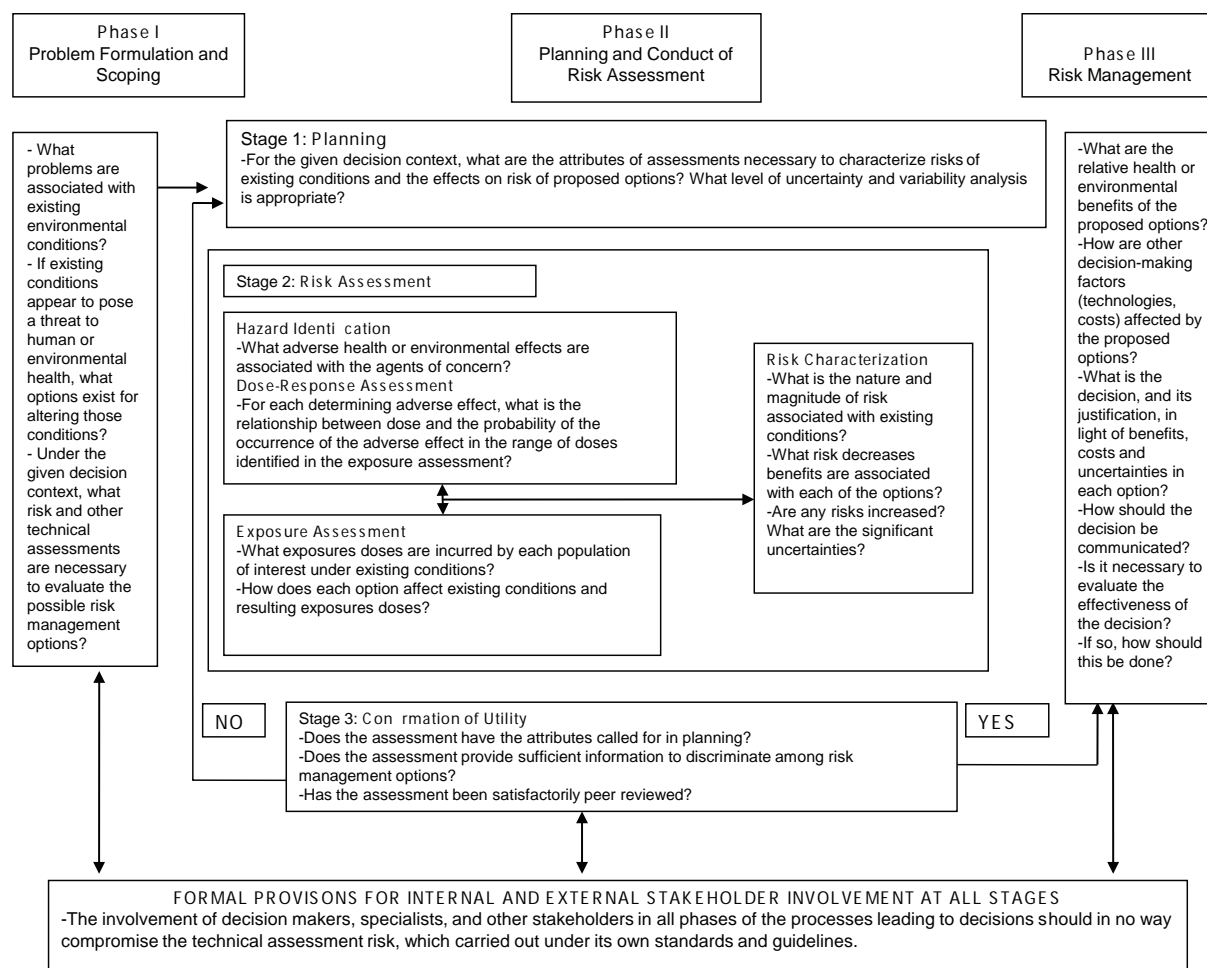 Phase I
Problem Formulation and
Scoping
Phase II
Planning and Conduct of
Risk Assessment
Phase III
Risk Management
- What
problems are
associated with
existing
environmental
conditions?
- If existing
conditions
appear to pose
a threat to
human or
environmental
health, what
options exist for
altering those
conditions?
- Under the
given decision
context, what
risk and other
technical
assessments
are necessary
to evaluate the
possible risk
management
options?
Stage 1: Planning
-For the given decision context, what are the attributes of assessments necessary to characterize risks of
existing conditions and the effects on risk of proposed options? What level of uncertainty and variability analysis
is appropriate?
Stage 2: Risk Assessment
Hazard Identi cation
-What adverse health or environmental effects are
associated with the agents of concern?
Dose-Response Assessment
-For each determining adverse effect, what is the
relationship between dose and the probability of the
occurrence of the adverse effect in the range of doses
identified in the exposure assessment?
Exposure Assessment
-What exposures doses are incurred by each population
of interest under existing conditions?
-How does each option affect existing conditions and
resulting exposures doses?
Risk Characterization
-What is the nature and
magnitude of risk
associated with existing
conditions?
-What risk decreases
benefits are associated
with each of the options?
-Are any risks increased?
What are the significant
uncertainties?
NO
Stage 3: Con rmation of Utility
-Does the assessment have the attributes called for in planning?
-Does the assessment provide sufficient information to discriminate among risk
management options?
-Has the assessment been satisfactorily peer reviewed?
YES
-What are the
relative health or
environmental
benefits of the
proposed options?
-How are other
decision-making
factors
(technologies,
costs) affected by
the proposed
options?
-What is the
decision, and its
justification, in
light of benefits,
costs and
uncertainties in
each option?
-How should the
decision be
communicated?
-Is it necessary to
evaluate the
effectiveness of
the decision?
-If so, how should
this be done?
FORMAL PROVISONS FOR INTERNAL AND EXTERNAL STAKEHOLDER INVOLVEMENT AT ALL STAGES
-The involvement of decision makers, specialists, and other stakeholders in all phases of the processes leading to decisions should in no way
compromise the technical assessment risk, which carried out under its own standards and guidelines.